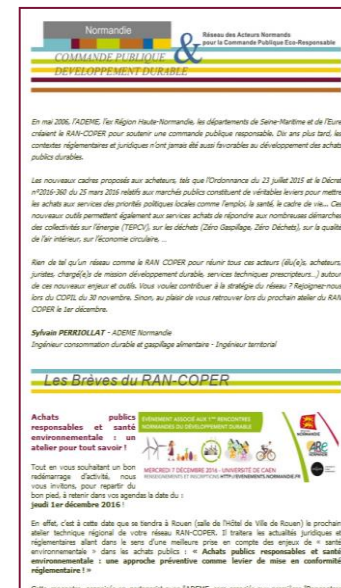 Normandie
COMMANDE PUBLIQUE
&
DÉVELOPPEMENT DURABLE
Réseau des Acteurs Normands
pour la Commande Publique Eco-Responsable
En mai 2006, l'ADEME, l'ex Région Haute-Normandie, les départements de Seine-Maritime et de l'Eure
créaient le RAN-COPER pour soutenir une commande publique responsable. Dix ans plus tard, les
contextes réglementaires et juridiques n'ont jamais été aussi favorables au développement des achats
publics durables.
Les nouveaux cadres proposés aux acheteurs, tels que l'Ordonnance du 23 juillet 2015 et le Décret
n°2016-360 du 25 mars 2016 relatifs aux marchés publics constituent de véritables leviers pour mettre
les achats aux services des priorités politiques locales comme l'emploi, la santé, le cadre de vie... Ces
nouveaux outils permettent également aux services achats de répondre aux nombreuses démarches
des collectivités sur l'énergie (TEPCV), sur les déchets (Zéro Gaspillage, Zéro Déchets), sur la qualité
de l'air intérieur, sur l'économie circulaire, ...
Rien de tel qu'un réseau comme le RAN COPER pour réunir tous ces acteurs (élu(e)s, acheteurs,
juristes, chargé(e)s de mission développement durable, services techniques prescripteurs...) autour
de ces nouveaux enjeux et outils. Vous voulez contribuer à la stratégie du réseau ? Rejoignez-nous
lors du COPIL du 30 novembre. Sinon, au plaisir de vous retrouver lors du prochain atelier du RAN
COPER le 1er décembre.
Sylvain PERRIOLLAT - ADEME Normandie
Ingénieur consommation durable et gaspillage alimentaire - Ingénieur territorial
Les Brèves du RAN-COPER
Achats publics
responsables et santé
environnementale : un
atelier pour tout savoir !
ÉVÉNEMENT ASSOCIÉ AUX 1ÈRES RENCONTRES
NORMANDES DU DÉVELOPPEMENT DURABLE
MERCREDI 7 DÉCEMBRE 2016 - UNIVERSITÉ DE CAEN
RENSEIGNEMENTS ET INSCRIPTIONS : HTTP://EVENEMENTS.NORMANDIE.FR
NORMANDIE
Tout en vous souhaitant un bon
redémarrage d'activité, nous
vous invitons, pour repartir du
bon pied, à retenir dans vos agendas la date du :
jeudi 1er décembre 2016 !
En effet, c'est à cette date que se tiendra à Rouen (salle de l'Hôtel de Ville de Rouen) le prochain
atelier technique régional de votre réseau RAN-COPER. Il traitera les actualités juridiques et
réglementaires allant dans le sens d'une meilleure prise en compte des enjeux de « santé
environnementale » dans les achats publics : « Achats publics responsables et santé
environnementale : une approche préventive comme levier de mise en conformité
réglementaire ! »